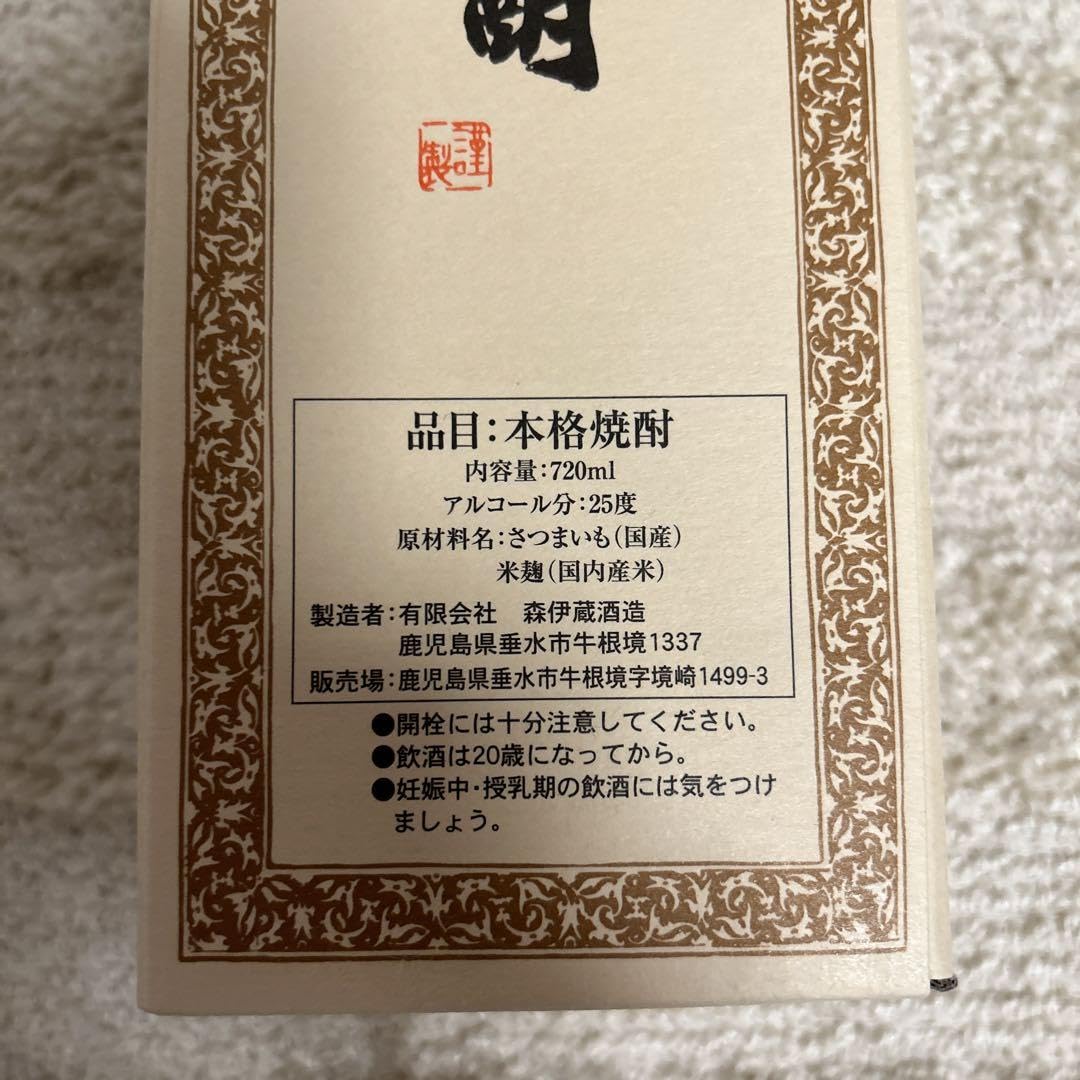 謹製
品目：本格焼酎
内容量：720ml
アルコール分：25度
原材料名：さつまいも（国産）
米麹（国内産米）
製造者：有限会社　森伊蔵酒造
鹿児島県垂水市牛根境1337
販売場：鹿児島県垂水市牛根境字境崎1499-3
●開栓には十分注意してください。
●飲酒は20歳になってから。
●妊娠中・授乳期の飲酒には気をつけ
ましょう。